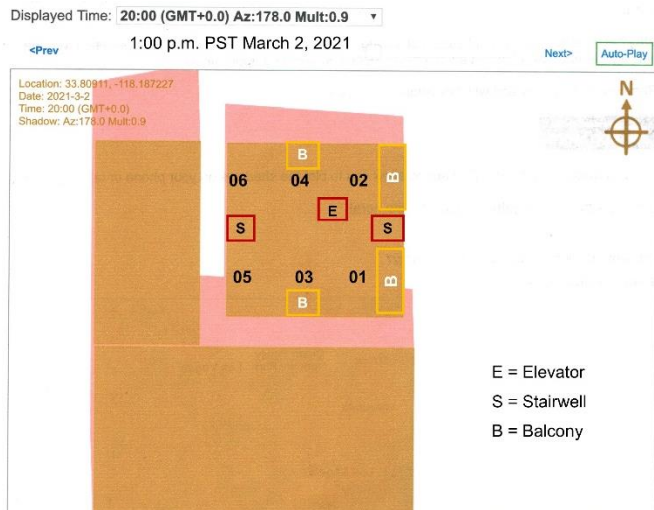 Displayed Time: 20:00 (GMT+0.0) Az:178.0 Mult:0.9
1:00 p.m. PST March 2, 2021
<Prev
Next>
Auto-Play
Location: 33.80911, -118.187227
Date: 2021-3-2
Time: 20:00 (GMT+0.0)
Shadow: Az:178.0 Mult:0.9
N
B
06 04 02
B
E
S S
05 03 01
B
B
E = Elevator
S = Stairwell
B = Balcony